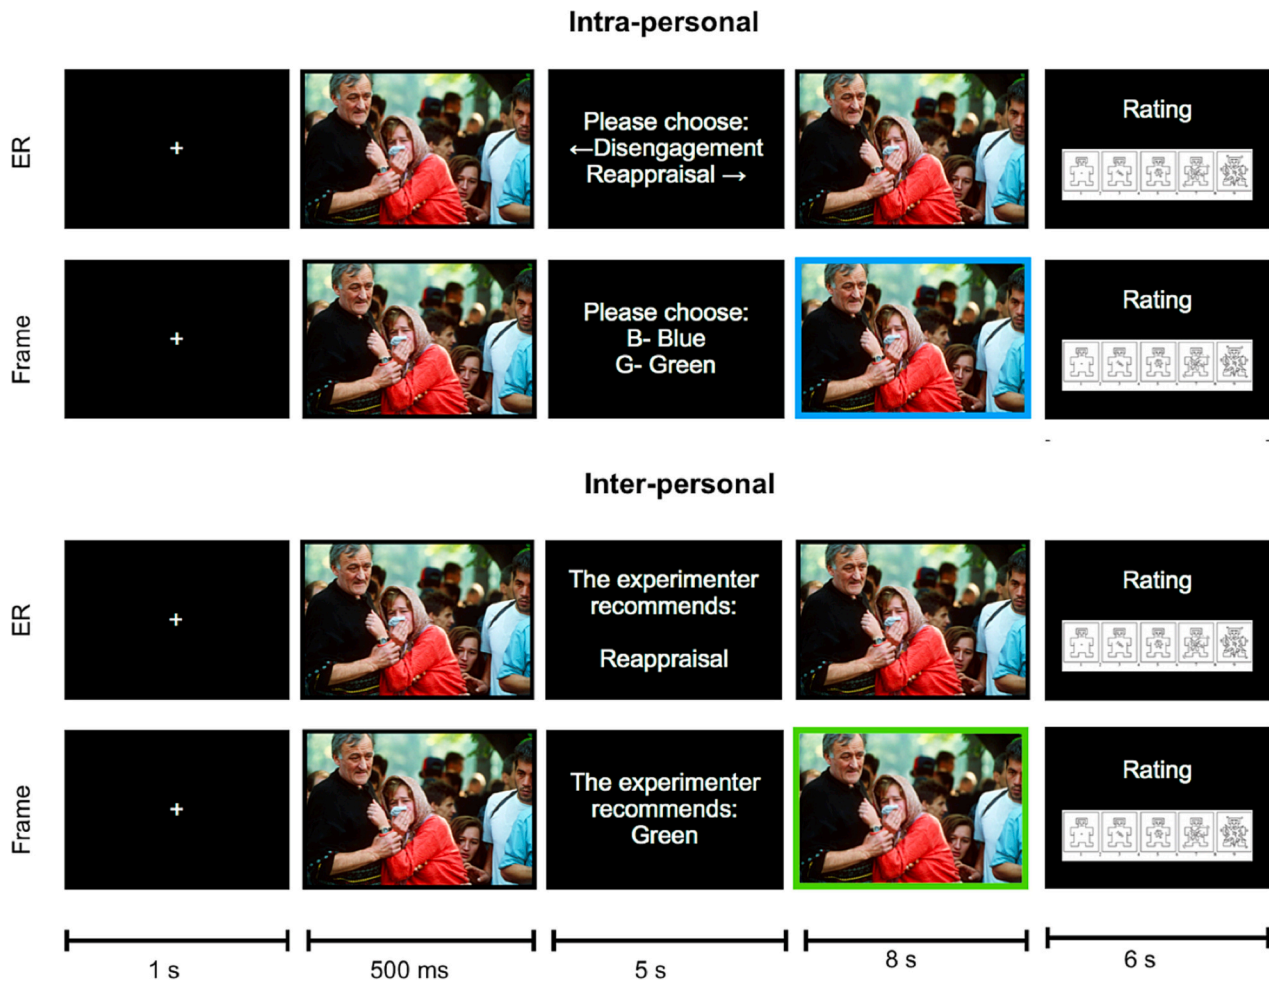 Intra-personal
ER
+
Please choose:
←Disengagement
Reappraisal →
Rating
Frame
+
Please choose:
B- Blue
G- Green
Rating
Inter-personal
ER
+
The experimenter
recommends:
Reappraisal
Rating
Frame
+
The experimenter
recommends:
Green
Rating
1 s
500 ms
5 s
8 s
6 s